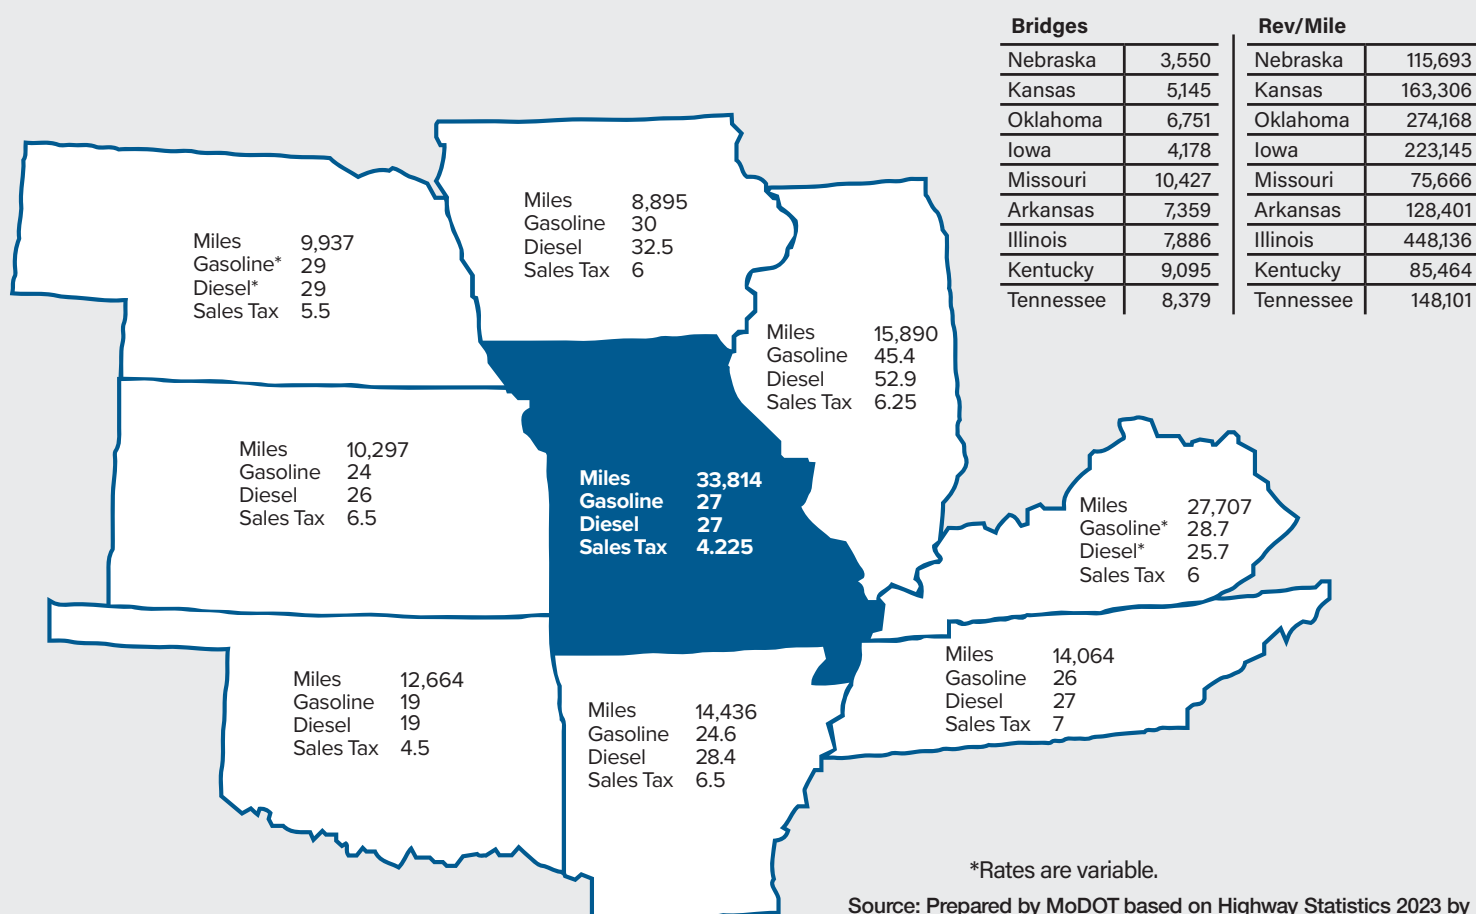 Bridges
Nebraska 3,550
Kansas 5,145
Oklahoma 6,751
Iowa 4,178
Missouri 10,427
Arkansas 7,359
Illinois 7,886
Kentucky 9,095
Tennessee 8,379
Rev/Mile
Nebraska 115,693
Kansas 163,306
Oklahoma 274,168
Iowa 223,145
Missouri 75,666
Arkansas 128,401
Illinois 448,136
Kentucky 85,464
Tennessee 148,101
Miles 9,937
Gasoline* 29
Diesel* 29
Sales Tax 5.5
Miles 8,895
Gasoline 30
Diesel 32.5
Sales Tax 6
Miles 15,890
Gasoline 45.4
Diesel 52.9
Sales Tax 6.25
Miles 10,297
Gasoline 24
Diesel 26
Sales Tax 6.5
Miles 33,814
Gasoline 27
Diesel 27
Sales Tax 4.225
Miles 27,707
Gasoline* 28.7
Diesel* 25.7
Sales Tax 6
Miles 12,664
Gasoline 19
Diesel 19
Sales Tax 4.5
Miles 14,436
Gasoline 24.6
Diesel 28.4
Sales Tax 6.5
Miles 14,064
Gasoline 26
Diesel 27
Sales Tax 7
*Rates are variable.
Source: Prepared by MoDOT based on Highway Statistics 2023 by